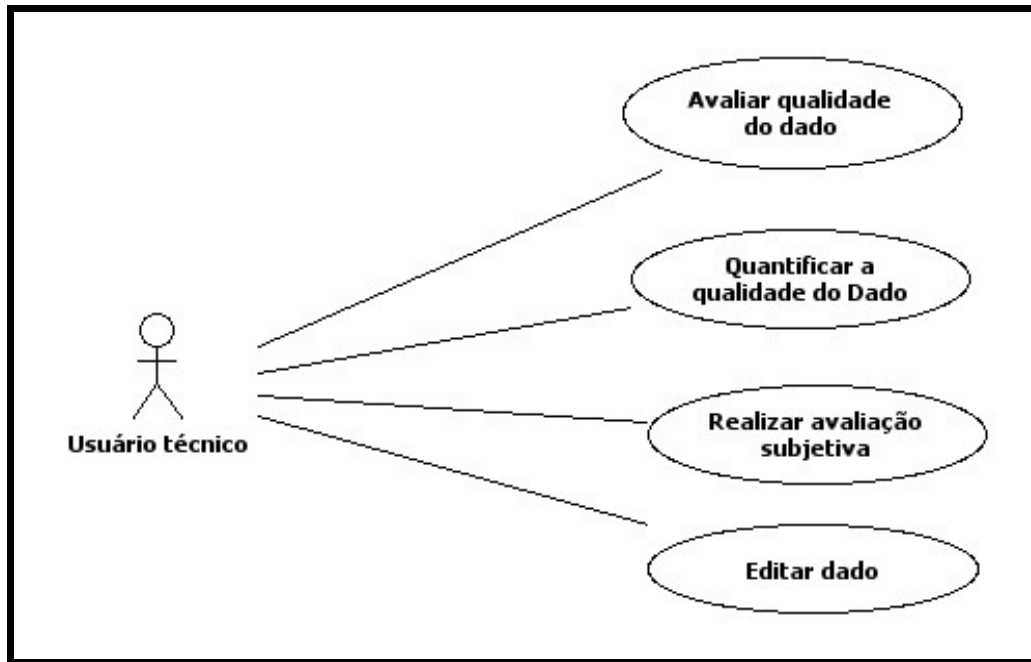 Avaliar qualidade
do dado
Quantificar a
qualidade do Dado
Usuário técnico
Realizar avaliação
subjetiva
Editar dado